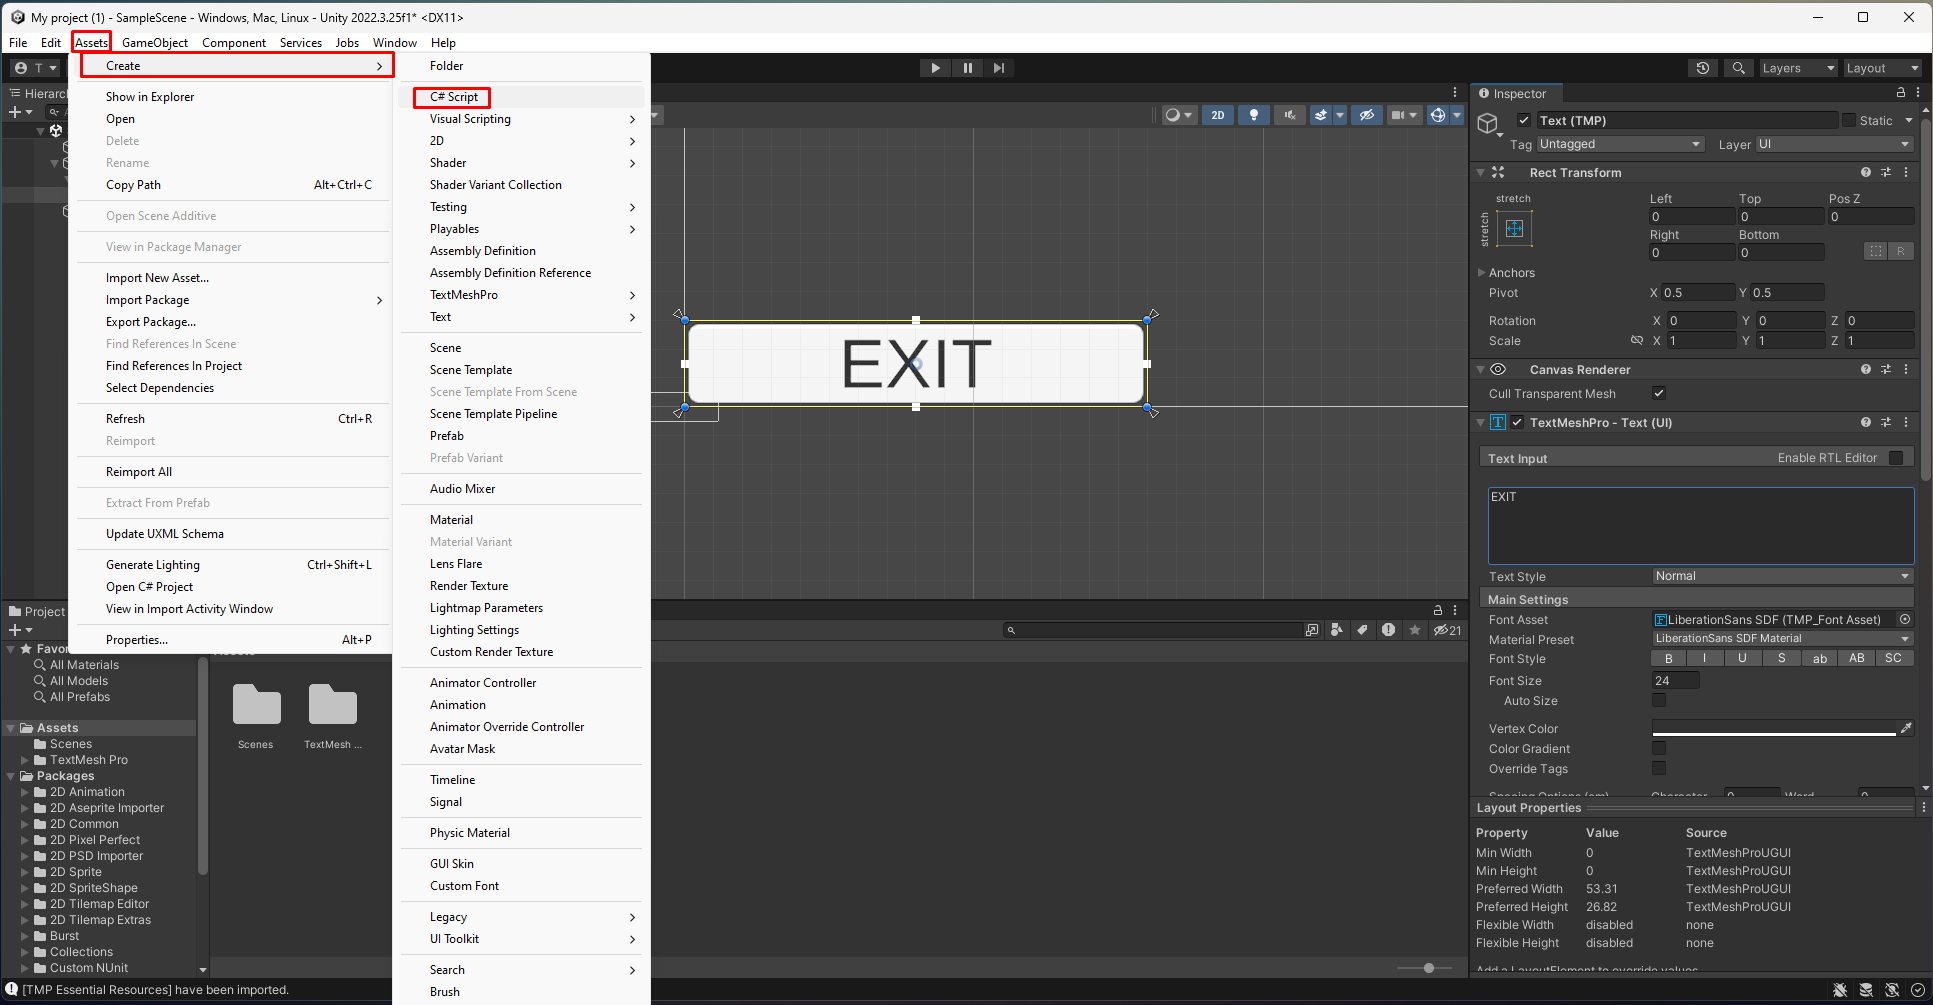 My project (1) - SampleScene - Windows, Mac, Linux - Unity 2022.3.25f1* <DX11>
File Edit Assets GameObject Component Services Jobs Window Help
T
Layers
Layout
Create
Show in Explorer
Open
Delete
Rename
Copy Path Alt+Ctrl+C
Open Scene Additive
View in Package Manager
Import New Asset...
Import Package
Export Package...
Find References In Scene
Find References In Project
Select Dependencies
Refresh Ctrl+R
Reimport
Reimport All
Extract From Prefab
Update UXML Schema
Generate Lighting Ctrl+Shift+L
Open C# Project
View in Import Activity Window
Properties... Alt+P
Folder
C# Script
Visual Scripting
2D
Shader
Shader Variant Collection
Testing
Playables
Assembly Definition
Assembly Definition Reference
TextMeshPro
Text
Scene
Scene Template
Scene Template From Scene
Scene Template Pipeline
Prefab
Prefab Variant
Audio Mixer
Material
Material Variant
Lens Flare
Render Texture
Lightmap Parameters
Lighting Settings
Custom Render Texture
Animator Controller
Animation
Animator Override Controller
Avatar Mask
Timeline
Signal
Physic Material
GUI Skin
Custom Font
Legacy
UI Toolkit
Search
Brush
2D
EXIT
21
Project
All Materials
All Models
All Prefabs
Assets
Scenes
TextMesh Pro
Packages
2D Animation
2D Aseprite Importer
2D Common
2D Pixel Perfect
2D PSD Importer
2D Sprite
2D SpriteShape
2D Tilemap Editor
2D Tilemap Extras
Burst
Collections
Custom NUnit
Scenes
TextMesh ...
[TMP Essential Resources] have been imported.
Inspector
Text (TMP) Static
Tag Untagged Layer UI
Rect Transform
stretch Left Top Pos Z
stretch 0 0 0
Right Bottom
0 0 R
Anchors
Pivot X 0.5 Y 0.5
Rotation X 0 Y 0 Z 0
Scale X 1 Y 1 Z 1
Canvas Renderer
Cull Transparent Mesh
TextMeshPro - Text (UI)
Text Input Enable RTL Editor
EXIT
Text Style Normal
Main Settings
Font Asset LiberationSans SDF (TMP_Font Asset)
Material Preset LiberationSans SDF Material
Font Style B I U S ab AB SC
Font Size 24
Auto Size
Vertex Color
Color Gradient
Override Tags
Spacing Options (em) Character 0 Word 0
Layout Properties
Property Value Source
Min Width 0 TextMeshProUGUI
Min Height 0 TextMeshProUGUI
Preferred Width 53.31 TextMeshProUGUI
Preferred Height 26.82 TextMeshProUGUI
Flexible Width disabled none
Flexible Height disabled none
Add a LayoutElement to override values